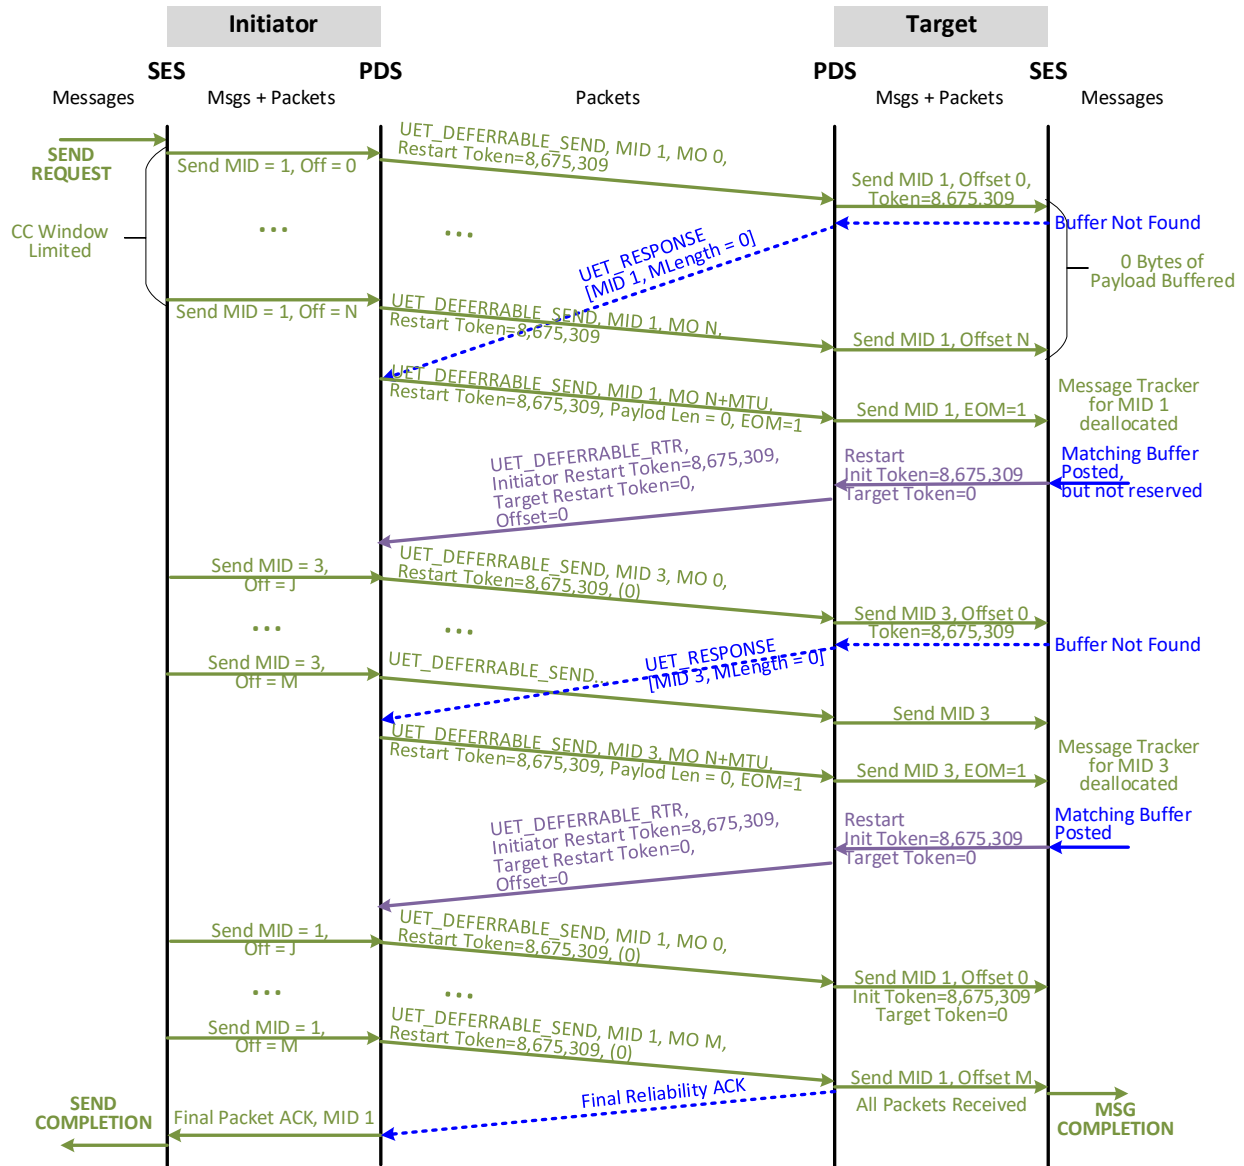 Initiator
Target
SES
PDS
PDS
SES
Messages
Msgs + Packets
Packets
Msgs + Packets
Messages
SEND
REQUEST
Send MID = 1, Off = 0
UET_DEFERRABLE_SEND, MID 1, MO 0,
Restart Token=8,675,309
Send MID 1, Offset 0,
Token=8,675,309
Buffer Not Found
CC Window
Limited
...
...
UET_RESPONSE
[MID 1, MLength = 0]
0 Bytes of
Payload Buffered
Send MID = 1, Off = N
UET_DEFERRABLE_SEND, MID 1, MO N,
Restart Token=8,675,309
Send MID 1, Offset N
UET_DEFERRABLE_SEND, MID 1, MO N+MTU,
Restart Token=8,675,309, Paylod Len = 0, EOM=1
Send MID 1, EOM=1
Message Tracker
for MID 1
deallocated
UET_DEFERRABLE_RTR,
Initiator Restart Token=8,675,309,
Target Restart Token=0,
Offset=0
Restart
Init Token=8,675,309
Target Token=0
Matching Buffer
Posted,
but not reserved
Send MID = 3,
Off = J
UET_DEFERRABLE_SEND, MID 3, MO 0,
Restart Token=8,675,309, (0)
Send MID 3, Offset 0
Token=8,675,309
...
...
Buffer Not Found
UET_RESPONSE
[MID 3, MLength = 0]
Send MID = 3,
Off = M
UET_DEFERRABLE_SEND...
Send MID 3
UET_DEFERRABLE_SEND, MID 3, MO N+MTU,
Restart Token=8,675,309, Paylod Len = 0, EOM=1
Send MID 3, EOM=1
Message Tracker
for MID 3
deallocated
UET_DEFERRABLE_RTR,
Initiator Restart Token=8,675,309,
Target Restart Token=0,
Offset=0
Restart
Init Token=8,675,309
Target Token=0
Matching Buffer
Posted
Send MID = 1,
Off = J
UET_DEFERRABLE_SEND, MID 1, MO 0,
Restart Token=8,675,309, (0)
Send MID 1, Offset 0
Init Token=8,675,309
Target Token=0
...
...
Send MID = 1,
Off = M
UET_DEFERRABLE_SEND, MID 1, MO M,
Restart Token=8,675,309, (0)
Send MID 1, Offset M
All Packets Received
Final Reliability ACK
SEND
COMPLETION
Final Packet ACK, MID 1
MSG
COMPLETION